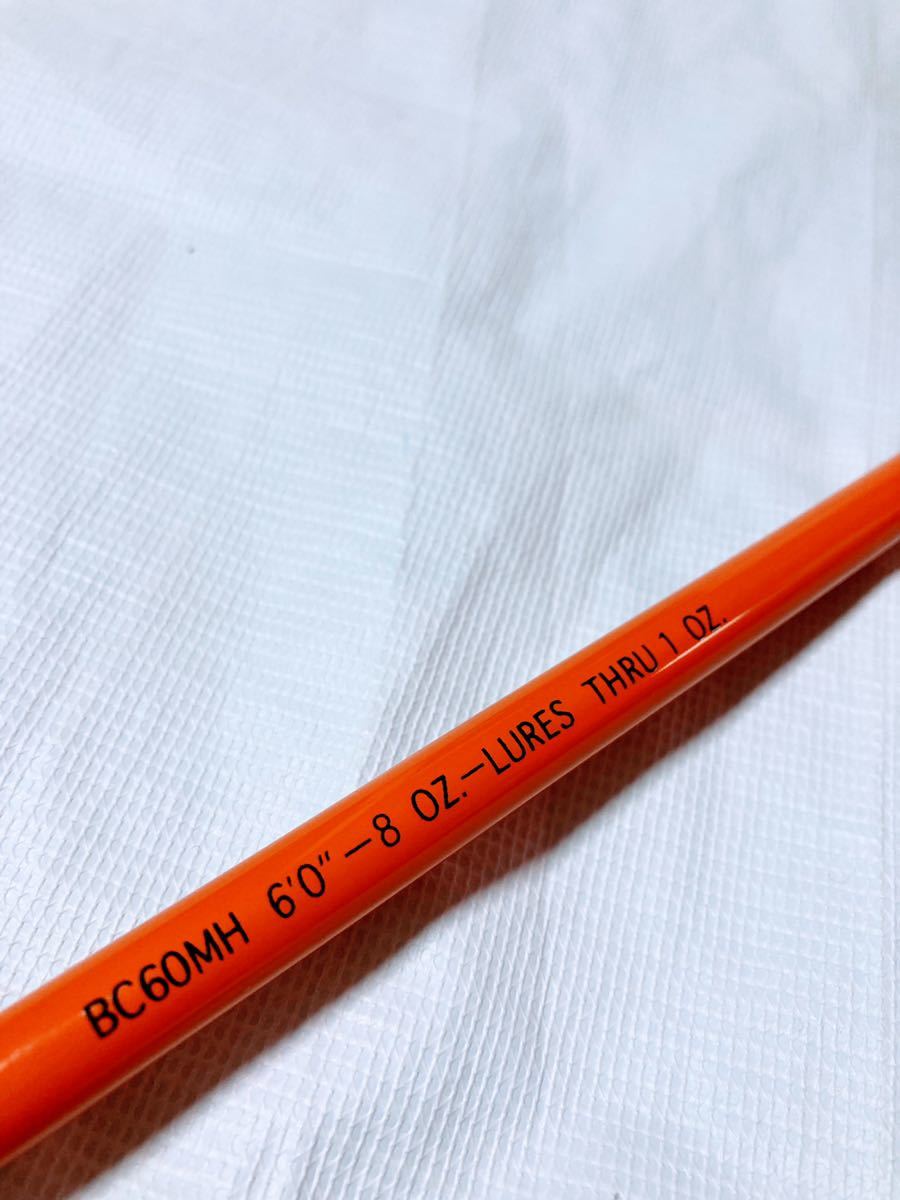 BC60MH 6'0"–8 OZ.–LURES THRU 1 OZ.